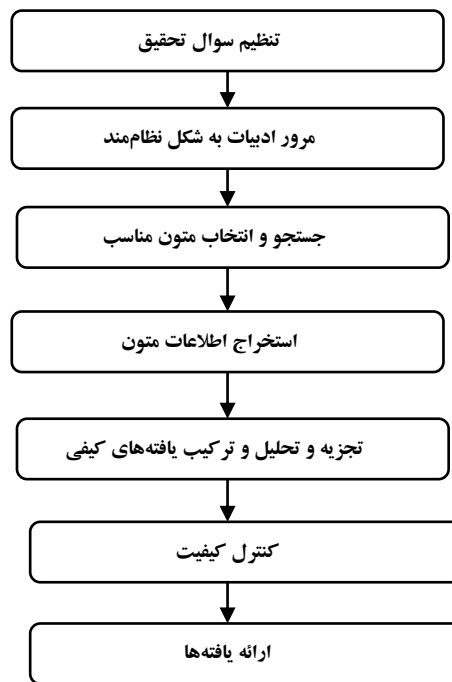 تنظیم سوال تحقیق
مرور ادبیات به شکل نظام‌مند
جستجو و انتخاب متون مناسب
استخراج اطلاعات متون
تجزیه و تحلیل و ترکیب یافته‌های کیفی
کنترل کیفیت
ارائه یافته‌ها